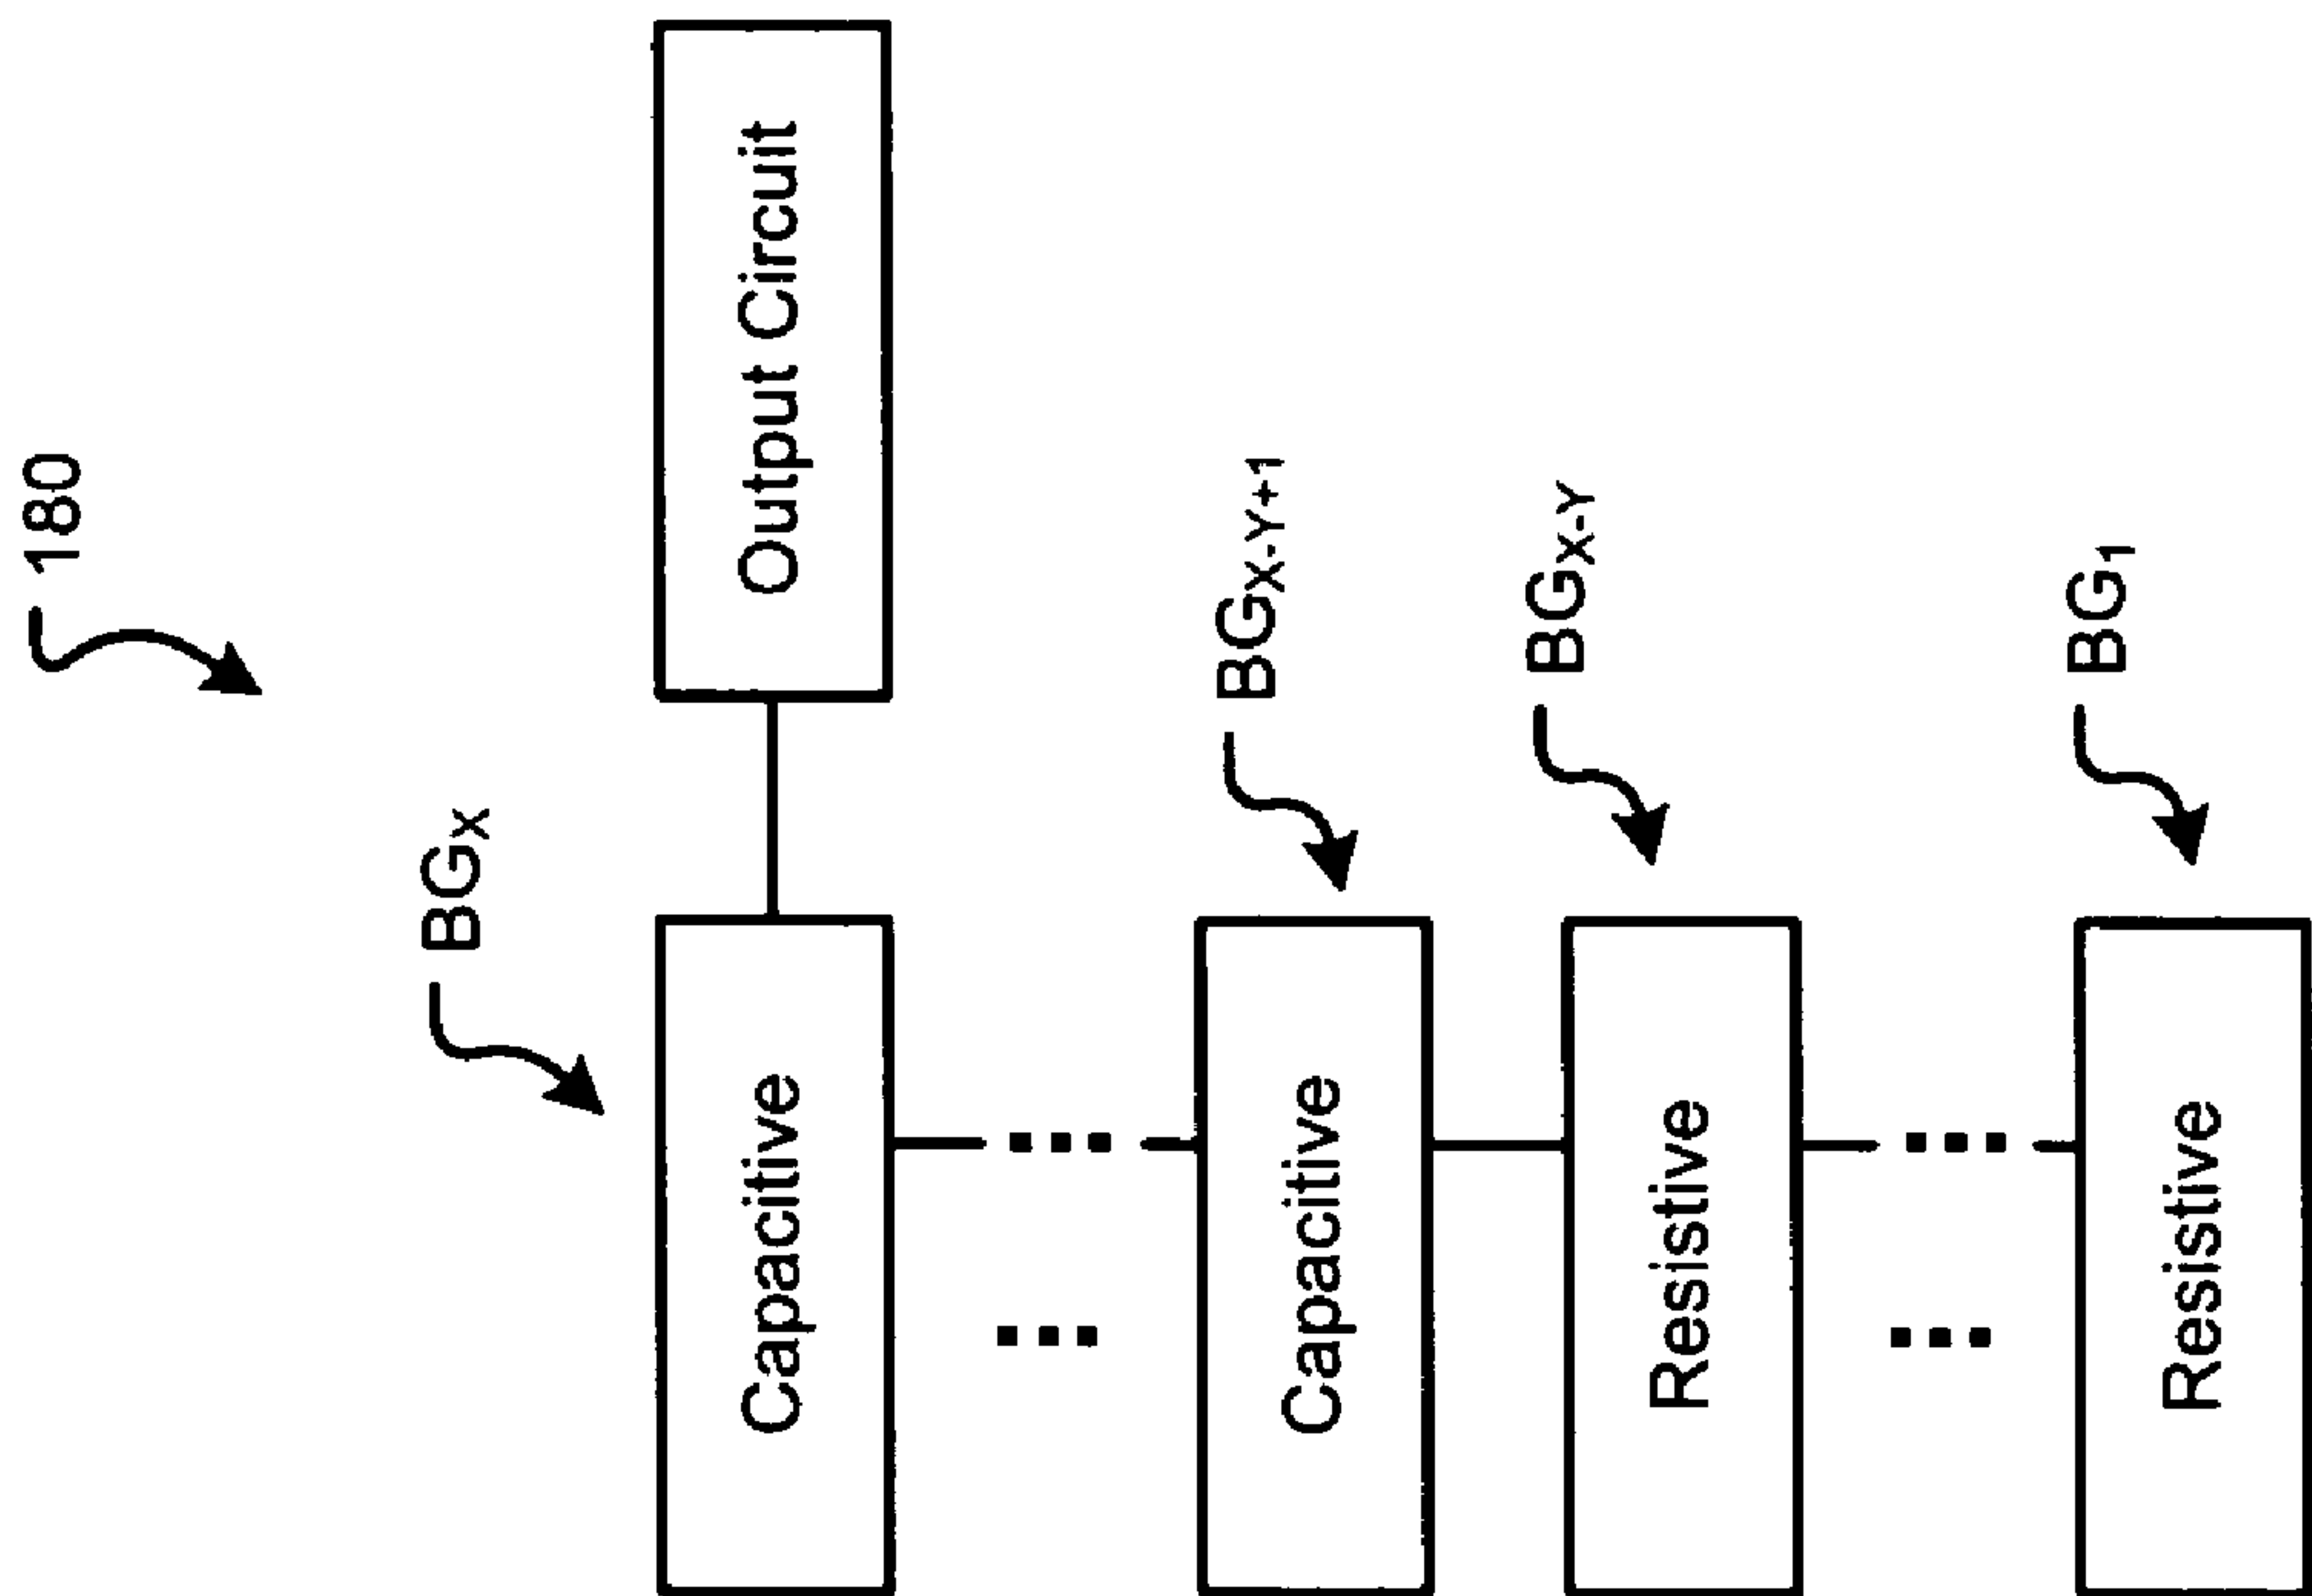 180
BGX
Capacitive
Output Circuit
BGX-Y+1
Capacitive
BGX-Y
Resistive
BG1
Resistive